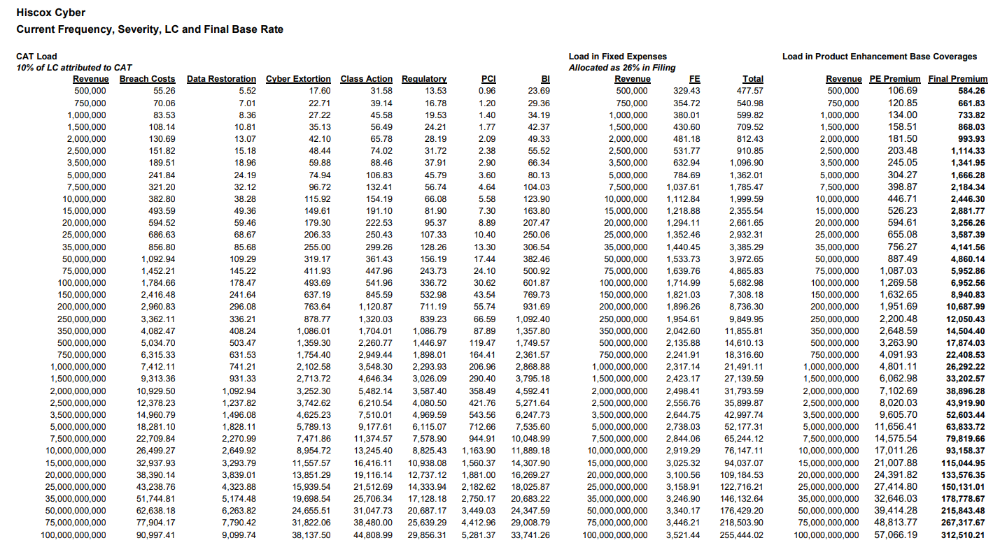 Hiscox Cyber
Current Frequency, Severity, LC and Final Base Rate
CAT Load Load in Fixed Expenses Load in Product Enhancement Base Coverages
10% of LC attributed to CAT Allocated as 26% in Filing
Revenue Breach Costs Data Restoration Cyber Extortion Class Action Regulatory PCI BI Revenue FE Total Revenue PE Premium Final Premium
500,000 55.26 5.52 17.60 31.58 13.53 0.96 23.69 500,000 329.43 477.57 500,000 106.69 584.26
750,000 70.06 7.01 22.71 39.14 16.78 1.20 29.36 750,000 354.72 540.98 750,000 120.85 661.83
1,000,000 83.53 8.36 27.22 45.58 19.53 1.40 34.19 1,000,000 380.01 599.82 1,000,000 134.00 733.82
1,500,000 108.14 10.81 35.13 56.49 24.21 1.77 42.37 1,500,000 430.60 709.52 1,500,000 158.51 868.03
2,000,000 130.69 13.07 42.10 65.78 28.19 2.09 49.33 2,000,000 481.18 812.43 2,000,000 181.50 993.93
2,500,000 151.82 15.18 48.44 74.02 31.72 2.38 55.52 2,500,000 531.77 910.85 2,500,000 203.48 1,114.33
3,500,000 189.51 18.96 59.88 88.46 37.91 2.90 66.34 3,500,000 632.94 1,096.90 3,500,000 245.05 1,341.95
5,000,000 241.84 24.19 74.94 106.83 45.79 3.60 80.13 5,000,000 784.69 1,362.01 5,000,000 304.27 1,666.28
7,500,000 321.20 32.12 96.72 132.41 56.74 4.64 104.03 7,500,000 1,037.61 1,785.47 7,500,000 398.87 2,184.34
10,000,000 382.80 38.28 115.92 154.19 66.08 5.58 123.90 10,000,000 1,112.84 1,999.59 10,000,000 446.71 2,446.30
15,000,000 493.59 49.36 149.61 191.10 81.90 7.30 163.80 15,000,000 1,218.88 2,355.54 15,000,000 526.23 2,881.77
20,000,000 594.52 59.46 179.30 222.53 95.37 8.89 207.47 20,000,000 1,294.11 2,661.65 20,000,000 594.61 3,256.26
25,000,000 686.63 68.67 206.33 250.43 107.33 10.40 250.06 25,000,000 1,352.46 2,932.31 25,000,000 655.08 3,587.39
35,000,000 856.80 85.68 255.00 299.26 128.26 13.30 306.54 35,000,000 1,440.45 3,385.29 35,000,000 756.27 4,141.56
50,000,000 1,092.94 109.29 319.17 361.43 156.19 17.44 382.46 50,000,000 1,533.73 3,972.65 50,000,000 887.49 4,860.14
75,000,000 1,452.21 145.22 411.93 447.96 243.73 24.10 500.92 75,000,000 1,639.76 4,865.83 75,000,000 1,087.03 5,952.86
100,000,000 1,784.66 178.47 493.69 541.96 336.72 30.62 601.87 100,000,000 1,714.99 5,682.98 100,000,000 1,269.58 6,952.56
150,000,000 2,416.48 241.64 637.19 845.59 532.98 43.54 769.73 150,000,000 1,821.03 7,308.18 150,000,000 1,632.65 8,940.83
200,000,000 2,960.83 296.08 763.64 1,120.87 711.19 55.74 931.69 200,000,000 1,896.26 8,736.30 200,000,000 1,951.69 10,687.99
250,000,000 3,362.11 336.21 878.77 1,320.03 839.23 66.59 1,092.40 250,000,000 1,954.61 9,849.95 250,000,000 2,200.48 12,050.43
350,000,000 4,082.47 408.24 1,086.01 1,704.01 1,086.79 87.89 1,357.80 350,000,000 2,042.60 11,855.81 350,000,000 2,648.59 14,504.40
500,000,000 5,034.70 503.47 1,359.30 2,260.77 1,446.97 119.47 1,749.57 500,000,000 2,135.88 14,610.13 500,000,000 3,263.90 17,874.03
750,000,000 6,315.33 631.53 1,754.40 2,949.44 1,898.01 164.41 2,361.57 750,000,000 2,241.91 18,316.60 750,000,000 4,091.93 22,408.53
1,000,000,000 7,412.11 741.21 2,102.58 3,548.30 2,293.93 206.96 2,868.88 1,000,000,000 2,317.14 21,491.11 1,000,000,000 4,801.11 26,292.22
1,500,000,000 9,313.36 931.33 2,713.72 4,646.34 3,026.09 290.40 3,795.18 1,500,000,000 2,423.17 27,139.59 1,500,000,000 6,062.98 33,202.57
2,000,000,000 10,929.50 1,092.94 3,252.30 5,482.14 3,587.40 358.49 4,592.41 2,000,000,000 2,498.41 31,793.59 2,000,000,000 7,102.69 38,896.28
2,500,000,000 12,378.23 1,237.82 3,742.62 6,210.54 4,080.50 421.76 5,271.64 2,500,000,000 2,556.76 35,899.87 2,500,000,000 8,020.03 43,919.90
3,500,000,000 14,960.79 1,496.08 4,625.23 7,510.01 4,969.59 543.56 6,247.73 3,500,000,000 2,644.75 42,997.74 3,500,000,000 9,605.70 52,603.44
5,000,000,000 18,281.10 1,828.11 5,789.13 9,177.61 6,115.07 712.66 7,535.60 5,000,000,000 2,738.03 52,177.31 5,000,000,000 11,656.41 63,833.72
7,500,000,000 22,709.84 2,270.99 7,471.86 11,374.57 7,578.90 944.91 10,048.99 7,500,000,000 2,844.06 65,244.12 7,500,000,000 14,575.54 79,819.66
10,000,000,000 26,499.27 2,649.92 8,954.72 13,245.40 8,825.43 1,163.90 11,889.18 10,000,000,000 2,919.29 76,147.11 10,000,000,000 17,011.26 93,158.37
15,000,000,000 32,937.93 3,293.79 11,557.57 16,416.11 10,938.08 1,560.37 14,307.90 15,000,000,000 3,025.32 94,037.07 15,000,000,000 21,007.88 115,044.95
20,000,000,000 38,390.14 3,839.01 13,851.29 19,116.14 12,737.12 1,881.00 16,269.27 20,000,000,000 3,100.56 109,184.53 20,000,000,000 24,391.82 133,576.35
25,000,000,000 43,238.76 4,323.88 15,939.54 21,512.69 14,333.94 2,182.62 18,025.87 25,000,000,000 3,158.91 122,716.21 25,000,000,000 27,414.80 150,131.01
35,000,000,000 51,744.81 5,174.48 19,698.54 25,706.34 17,128.18 2,750.17 20,683.22 35,000,000,000 3,246.90 146,132.64 35,000,000,000 32,646.03 178,778.67
50,000,000,000 62,638.18 6,263.82 24,655.51 31,047.73 20,687.17 3,449.03 24,347.59 50,000,000,000 3,340.17 176,429.20 50,000,000,000 39,414.28 215,843.48
75,000,000,000 77,904.17 7,790.42 31,822.06 38,480.00 25,639.29 4,412.96 29,008.79 75,000,000,000 3,446.21 218,503.90 75,000,000,000 48,813.77 267,317.67
100,000,000,000 90,997.41 9,099.74 38,137.50 44,808.99 29,856.31 5,281.37 33,741.26 100,000,000,000 3,521.44 255,444.02 100,000,000,000 57,066.19 312,510.21